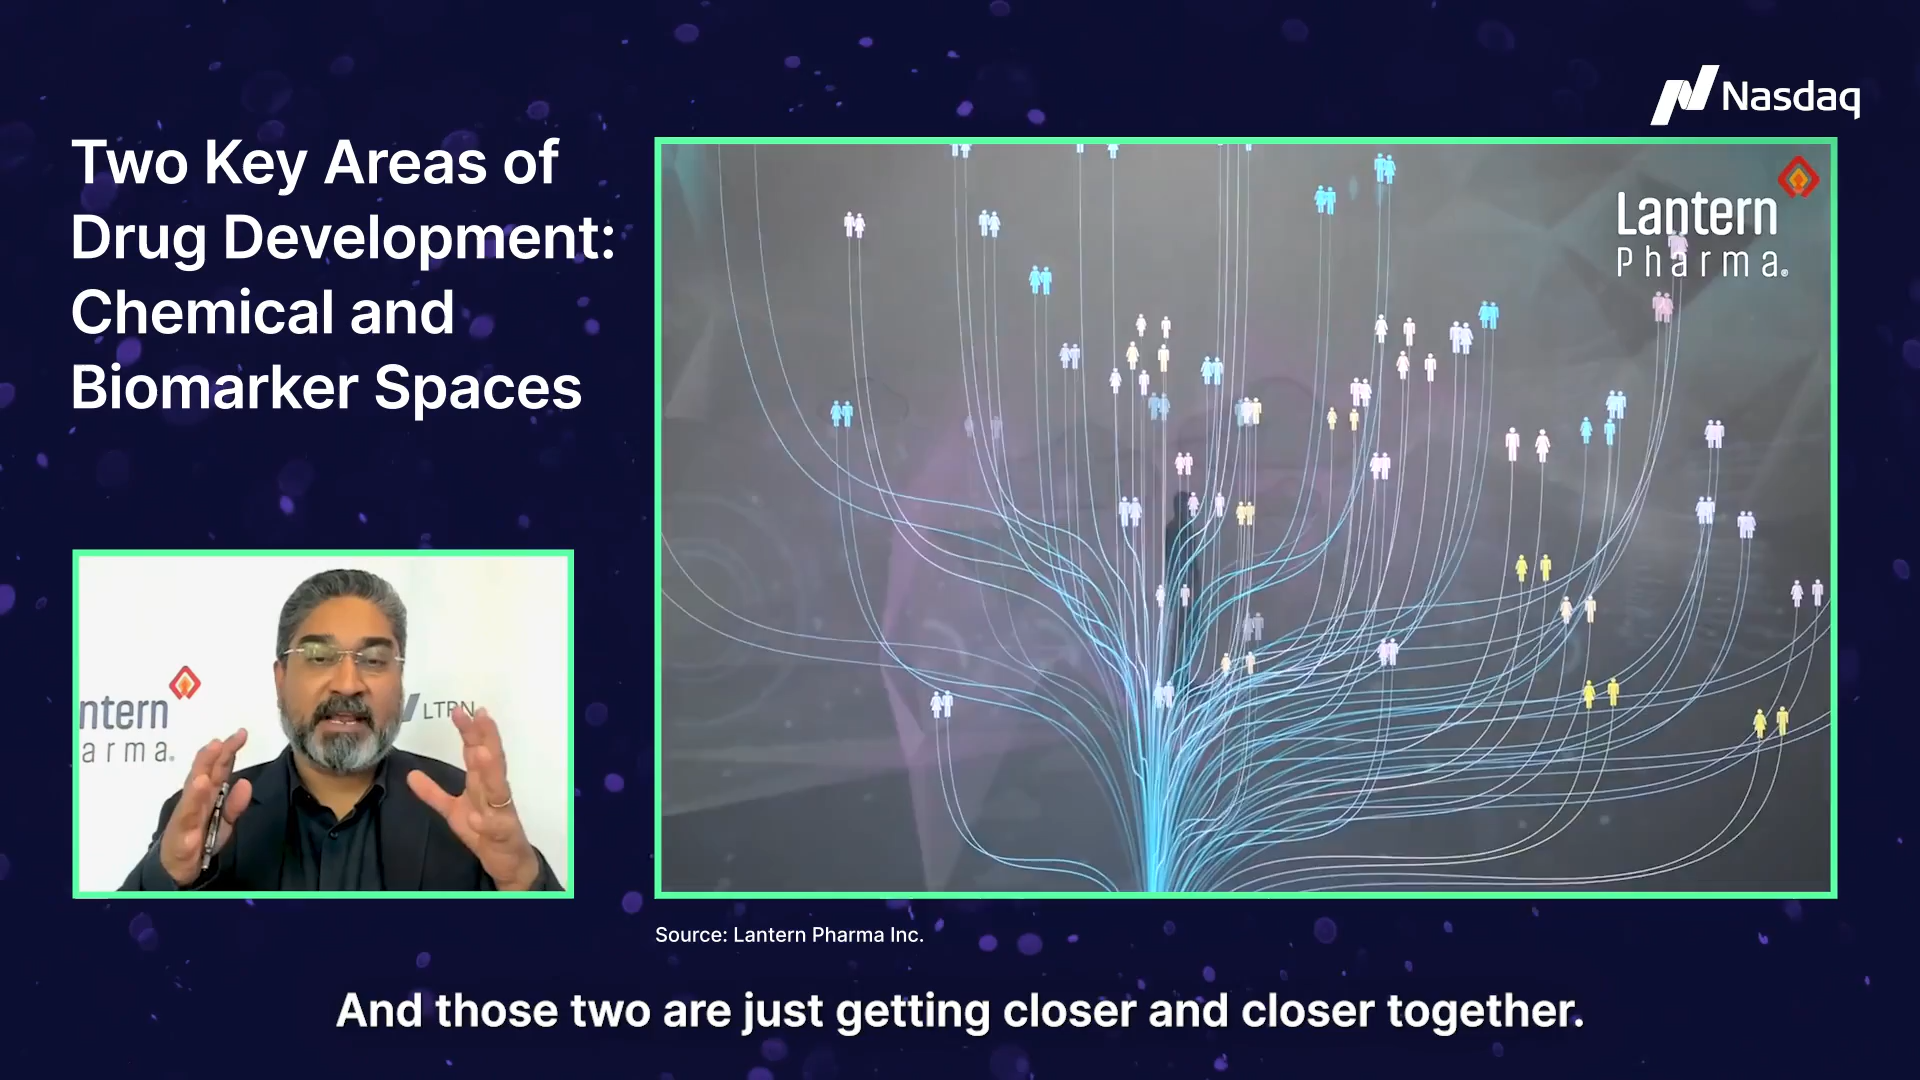 Nasdaq
Two Key Areas of
Drug Development:
Chemical and
Biomarker Spaces
Lantern
Pharma®
ntern
arma.
LTRN
Source: Lantern Pharma Inc.
And those two are just getting closer and closer together.